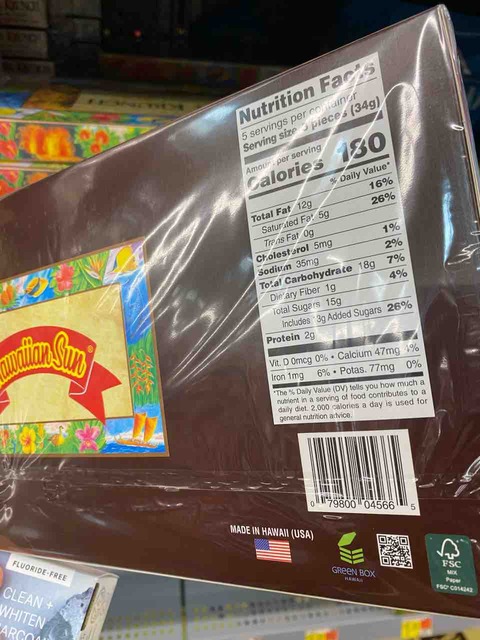 Nutrition Facts
5 servings per container
Serving size pieces (34g)
Amount per serving
Calories 180
% Daily Value*
Total Fat 12g 16%
Saturated Fat 5g 26%
Trans Fat 0g
Cholesterol 5mg 1%
Sodium 35mg 2%
Total Carbohydrate 18g 7%
Dietary Fiber 1g 4%
Total Sugars 15g
Includes 13g Added Sugars 26%
Protein 2g
Vit. D 0mcg 0% • Calcium 47mg 4%
Iron 1mg 6% • Potas. 77mg 0%
*The % Daily Value (DV) tells you how much a
nutrient in a serving of food contributes to a
daily diet. 2,000 calories a day is used for
general nutrition advice.
Hawaiian Sun®
0 79800 04566 5
MADE IN HAWAII (USA)
GREEN BOX
HAWAII
FSC
MIX
Paper
FSC® C014242
FLUORIDE-FREE
CLEAN +
WHITEN